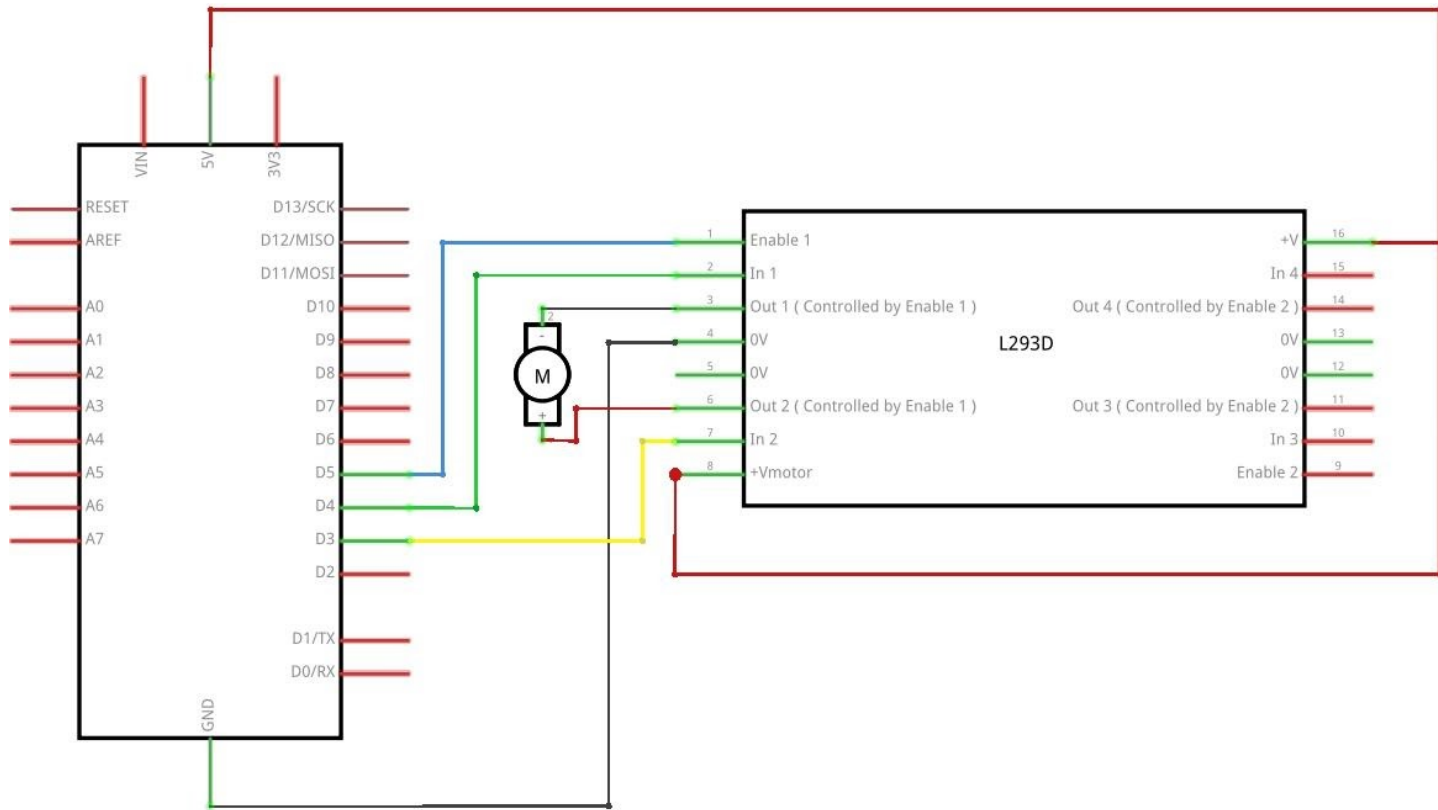 VIN
5V
3V3
RESET
D13/SCK
AREF
D12/MISO
D11/MOSI
A0
D10
A1
D9
A2
D8
A3
D7
A4
D6
A5
D5
A6
D4
A7
D3
D2
D1/TX
D0/RX
GND
2
-
M
+
1 Enable 1
2 In 1
3 Out 1 ( Controlled by Enable 1 )
4 0V
5 0V
6 Out 2 ( Controlled by Enable 1 )
7 In 2
8 +Vmotor
L293D
+V 16
In 4 15
Out 4 ( Controlled by Enable 2 ) 14
0V 13
0V 12
Out 3 ( Controlled by Enable 2 ) 11
In 3 10
Enable 2 9